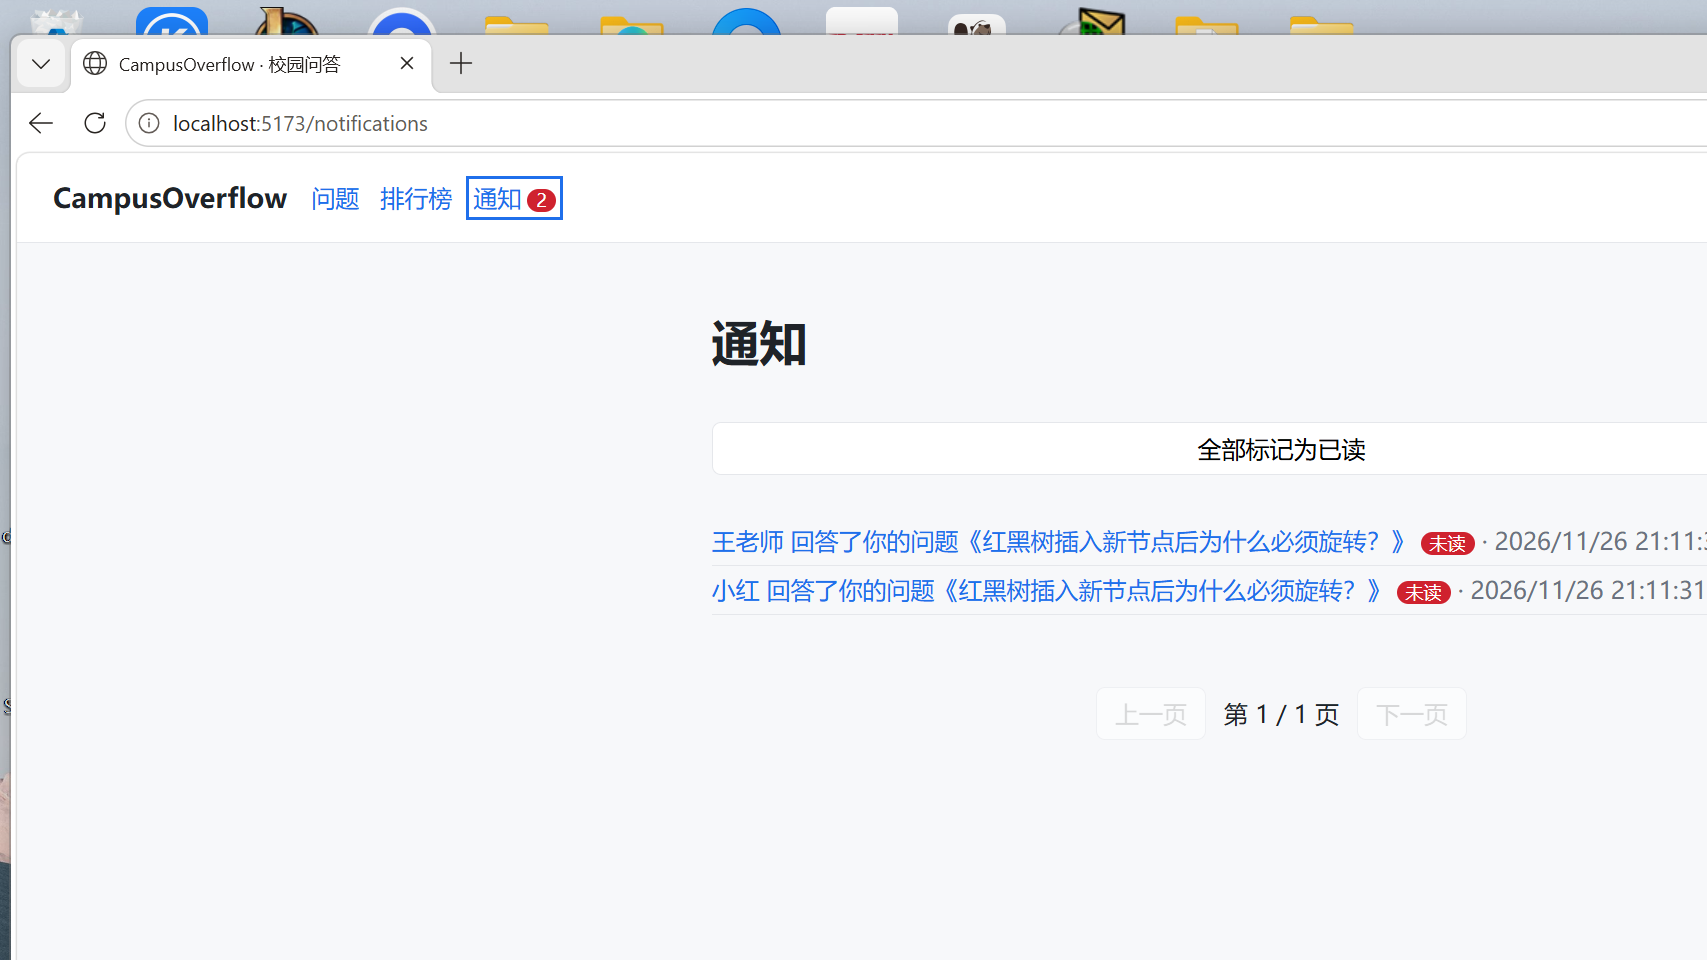 CampusOverflow · 校园问答
localhost:5173/notifications
CampusOverflow 问题 排行榜 通知 2
通知
全部标记为已读
王老师 回答了你的问题《红黑树插入新节点后为什么必须旋转？》 未读 · 2026/11/26 21:11:3
小红 回答了你的问题《红黑树插入新节点后为什么必须旋转？》 未读 · 2026/11/26 21:11:31
上一页 第 1 / 1 页 下一页